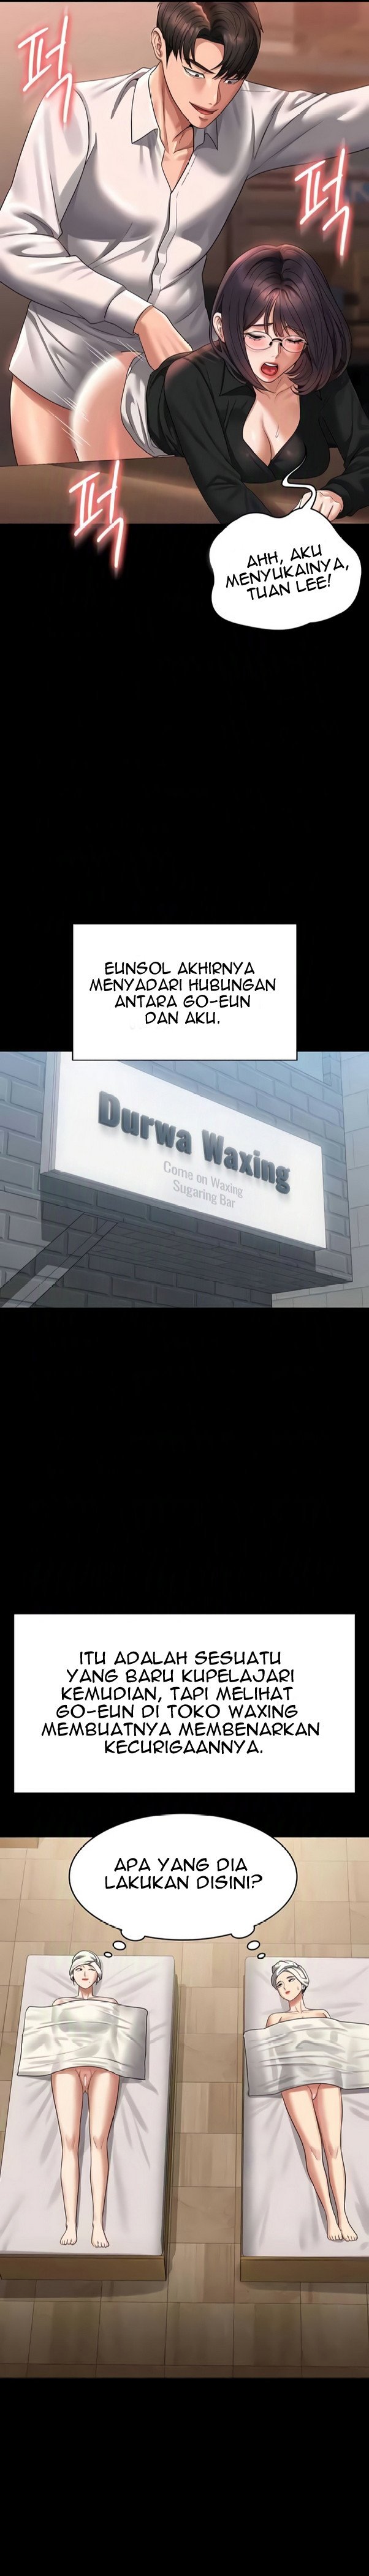 퍽
퍽
퍽
AHH, AKU
MENYUKAINYA,
TUAN LEE!
EUNSOL AKHIRNYA
MENYADARI HUBUNGAN
ANTARA GO-EUN
DAN AKU.
Durwa Waxing
Come on Waxing
Sugaring Bar
ITU ADALAH SESUATU
YANG BARU KUPELAJARI
KEMUDIAN, TAPI MELIHAT
GO-EUN DI TOKO WAXING
MEMBUATNYA MEMBENARKAN
KECURIGAANNYA.
APA YANG DIA
LAKUKAN DISINI?